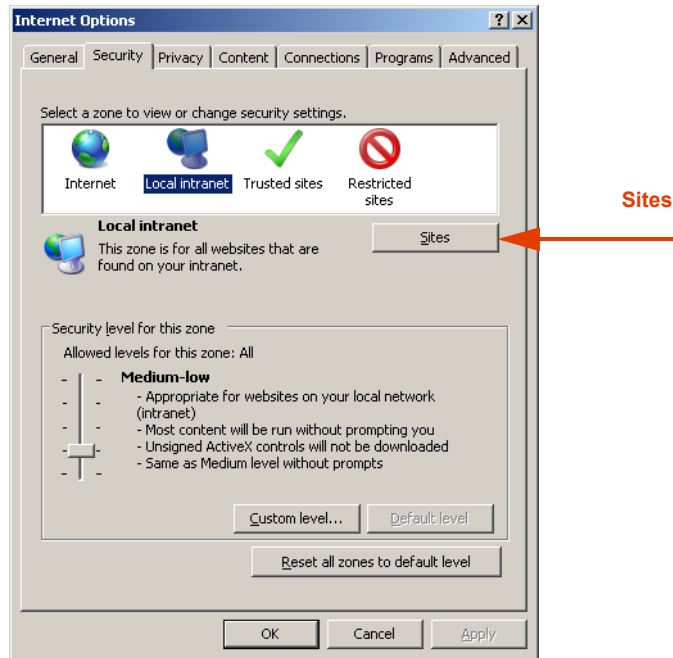 Internet Options
General Security Privacy Content Connections Programs Advanced
Select a zone to view or change security settings.
Internet Local intranet Trusted sites Restricted
sites
Local intranet
This zone is for all websites that are
found on your intranet.
Sites
Sites
Security level for this zone
Allowed levels for this zone: All
Medium-low
- Appropriate for websites on your local network
(intranet)
- Most content will be run without prompting you
- Unsigned ActiveX controls will not be downloaded
- Same as Medium level without prompts
Custom level... Default level
Reset all zones to default level
OK Cancel Apply